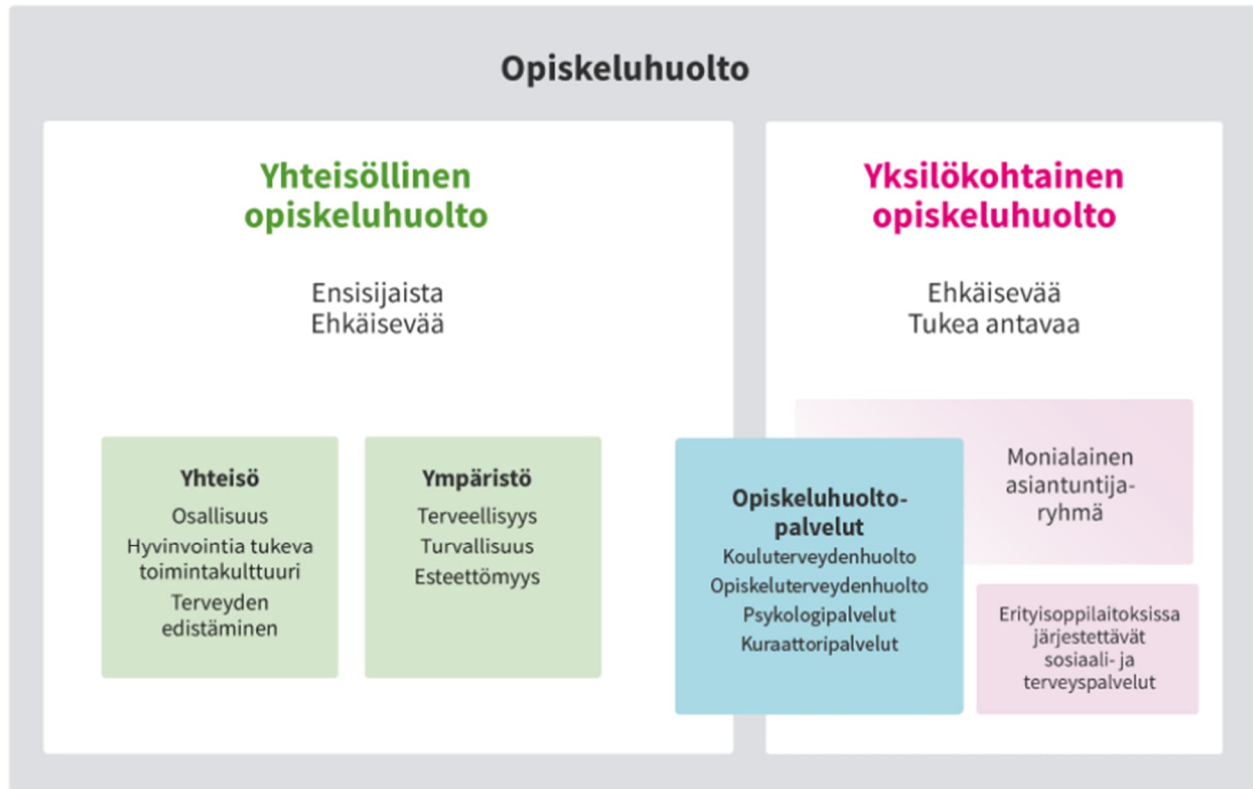 Opiskeluhuolto
Yhteisöllinen
opiskeluhuolto
Ensisijaista
Ehkäisevää
Yhteisö
Osallisuus
Hyvinvointia tukeva
toimintakulttuuri
Terveyden
edistäminen
Ympäristö
Terveellisyys
Turvallisuus
Esteettömyys
Opiskeluhuolto-
palvelut
Kouluterveydenhuolto
Opiskeluterveydenhuolto
Psykologipalvelut
Kuraattoripalvelut
Yksilökohtainen
opiskeluhuolto
Ehkäisevää
Tukea antavaa
Monialainen
asiantuntija-
ryhmä
Erityisoppilaitoksissa
järjestettävät
sosiaali- ja
terveyspalvelut